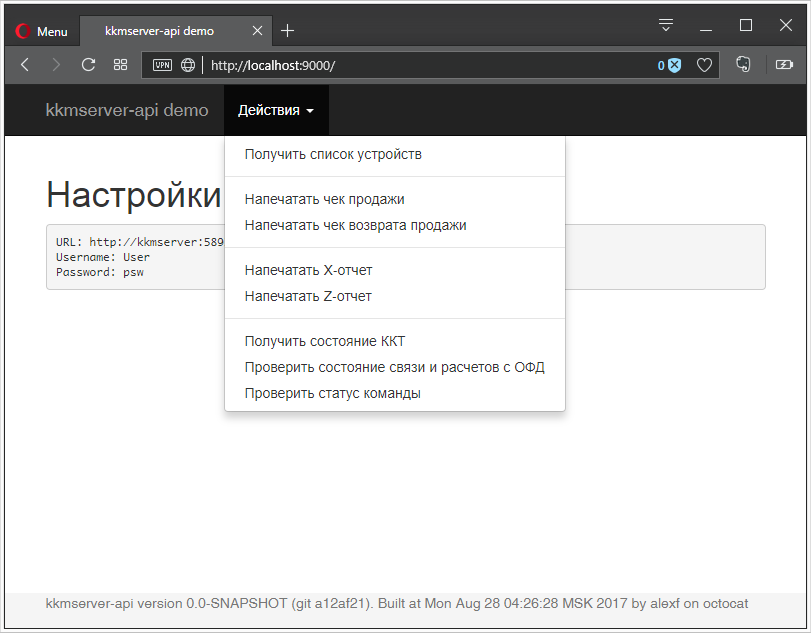 Menu
kkmserver-api demo
VPN
http://localhost:9000/
0
kkmserver-api demo
Действия
Получить список устройств
Настройки
Напечатать чек продажи
Напечатать чек возврата продажи
URL: http://kkmserver:589
Username: User
Password: psw
Напечатать X-отчет
Напечатать Z-отчет
Получить состояние ККТ
Проверить состояние связи и расчетов с ОФД
Проверить статус команды
kkmserver-api version 0.0-SNAPSHOT (git a12af21). Built at Mon Aug 28 04:26:28 MSK 2017 by alexf on octocat